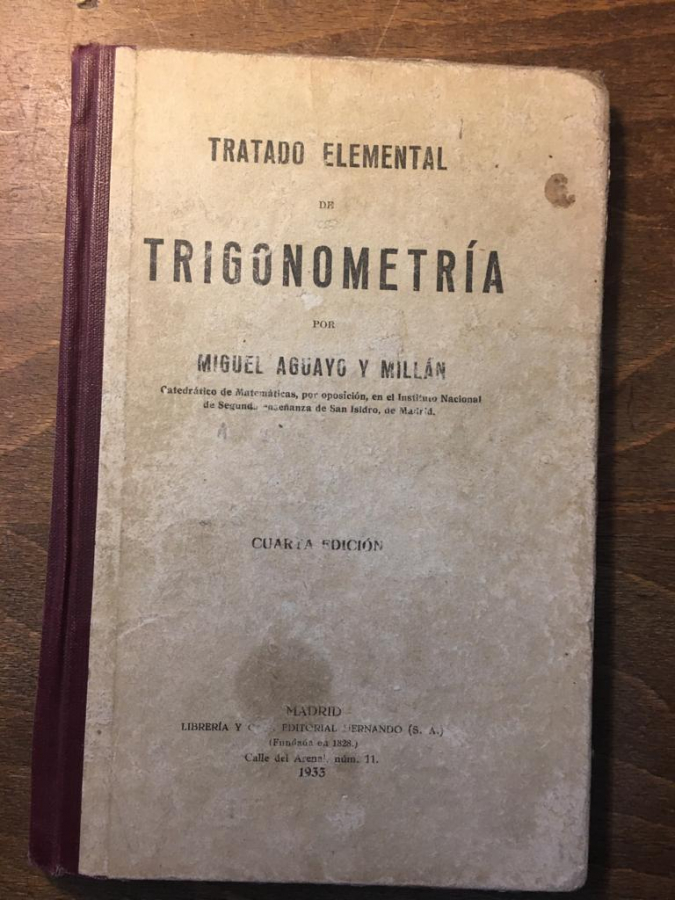 TRATADO ELEMENTAL
DE
TRIGONOMETRÍA
POR
MIGUEL AGUAYO Y MILLÁN
Catedrático de Matemáticas, por oposición, en el Instituto Nacional
de Segunda enseñanza de San Isidro, de Madrid.
CUARTA EDICIÓN
MADRID
LIBRERÍA Y EDITORIAL HERNANDO (S. A.)
(Fundada en 1828.)
Calle del Arenal, núm. 11.
1933